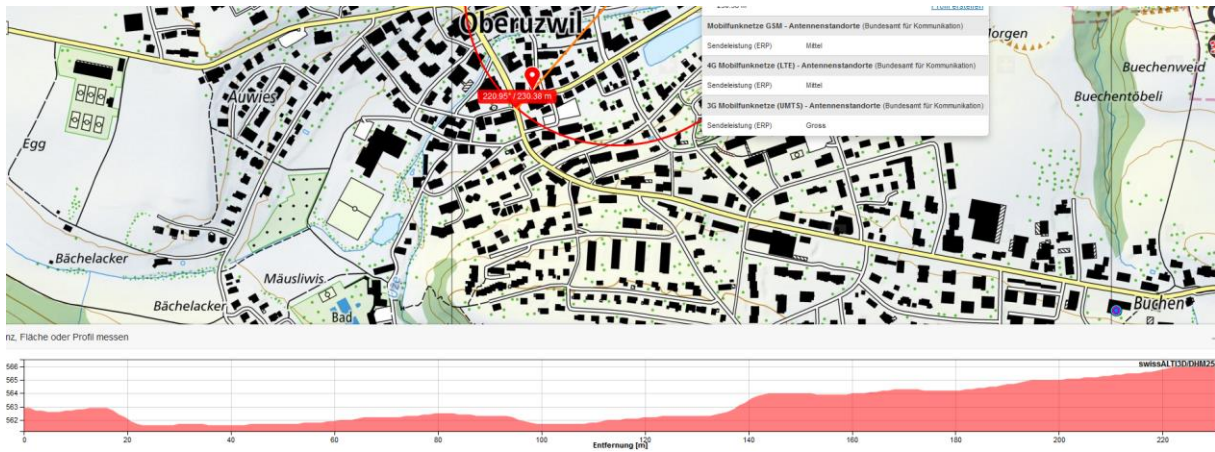 Oberuzwil
220.95° / 230.38 m
Profil erstellen
Mobilfunknetze GSM - Antennenstandorte (Bundesamt für Kommunikation)
Sendeleistung (ERP) Mittel
4G Mobilfunknetze (LTE) - Antennenstandorte (Bundesamt für Kommunikation)
Sendeleistung (ERP) Mittel
3G Mobilfunknetze (UMTS) - Antennenstandorte (Bundesamt für Kommunikation)
Sendeleistung (ERP) Gross
Buechenweid
Buechentöbeli
Auwies
Egg
Bächelacker
Mäusliwis
Bächelacker
Bad
Büchen
nz, Fläche oder Profil messen
swissALTI3D/DHM25
566
565
564
563
562
0 20 40 60 80 100 120 140 160 180 200 220
Entfernung [m]